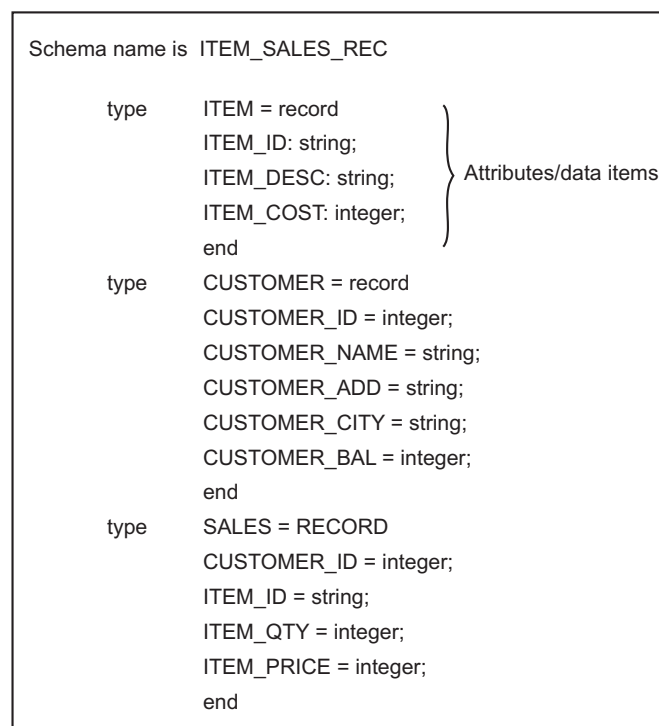 Schema name is ITEM_SALES_REC
type ITEM = record
ITEM_ID: string;
ITEM_DESC: string;
Attributes/data items
ITEM_COST: integer;
end
type CUSTOMER = record
CUSTOMER_ID = integer;
CUSTOMER_NAME = string;
CUSTOMER_ADD = string;
CUSTOMER_CITY = string;
CUSTOMER_BAL = integer;
end
type SALES = RECORD
CUSTOMER_ID = integer;
ITEM_ID = string;
ITEM_QTY = integer;
ITEM_PRICE = integer;
end